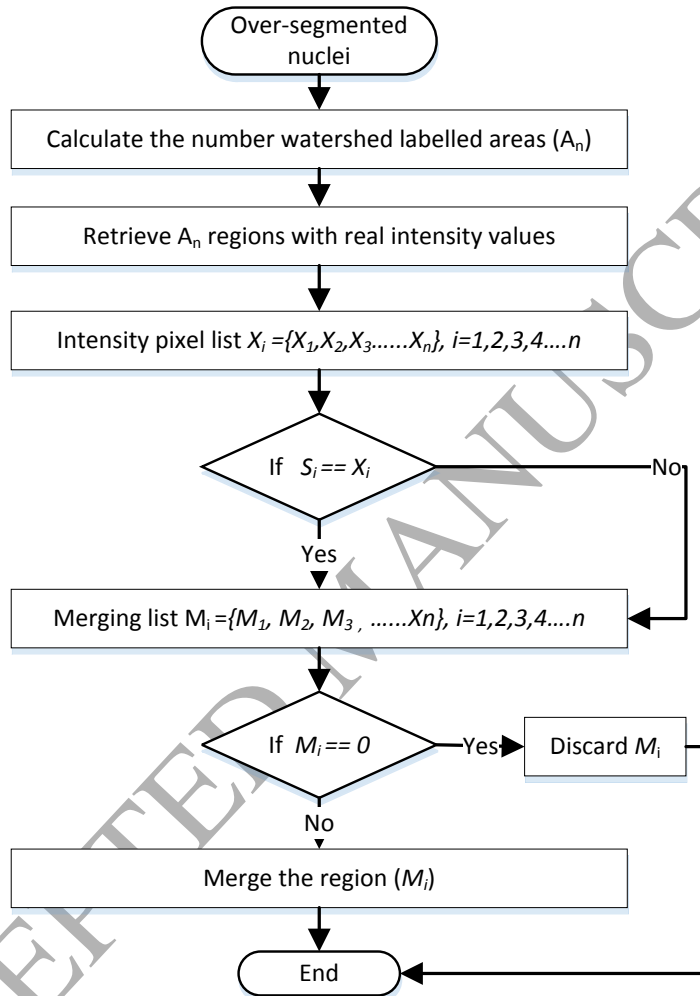 Over-segmented
nuclei
Calculate the number watershed labelled areas (Aₙ)
Retrieve Aₙ regions with real intensity values
Intensity pixel list Xᵢ ={X₁,X₂,X₃......Xₙ}, i=1,2,3,4....n
If Sᵢ == Xᵢ
No
Yes
Merging list Mᵢ ={M₁, M₂, M₃ , ......Xn}, i=1,2,3,4....n
If Mᵢ == 0
Yes
Discard Mᵢ
No
Merge the region (Mᵢ)
End
EPTED MANUSCR